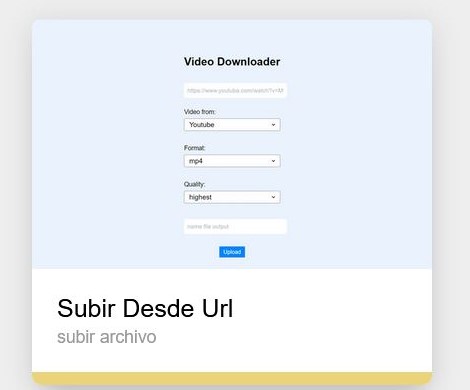 Video Downloader
https://www.youtube.com/watch?v=M
Video from:
Youtube
Format:
mp4
Quality:
highest
name file output
Upload
Subir Desde Url
subir archivo